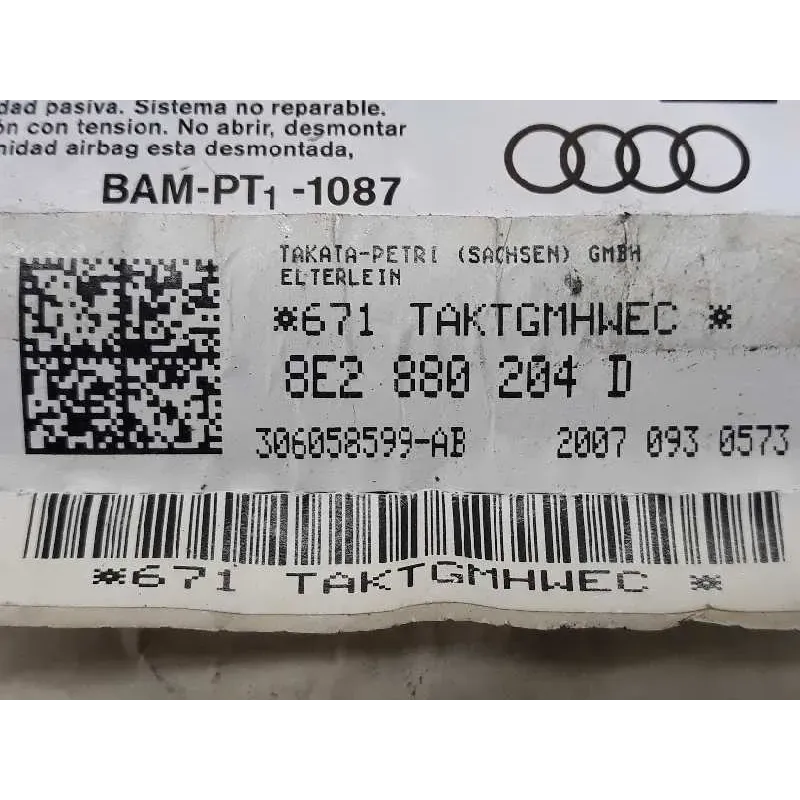 dad pasiva. Sistema no reparable.
ón con tension. No abrir, desmontar
nidad airbag esta desmontada,
BAM-PT1 -1087
TAKATA-PETRI (SACHSEN) GMBH
ELTERLEIN
*671 TAKTGMHWEC *
8E2 880 204 D
306058599-AB 2007 093 0573
*671 TAKTGMHWEC *